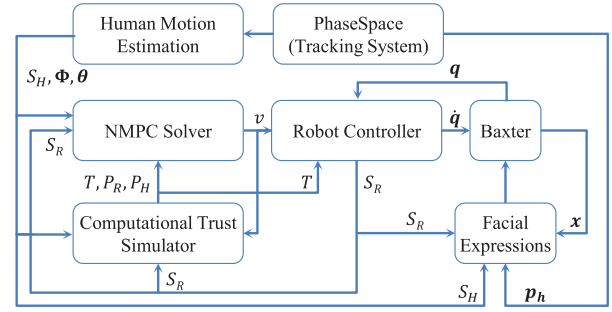 Human Motion
Estimation
PhaseSpace
(Tracking System)
S_H, Φ, θ
q
NMPC Solver
v
Robot Controller
q̇
Baxter
S_R
T, P_R, P_H
T
S_R
Computational Trust
Simulator
S_R
Facial
Expressions
x
S_R
S_H
p_h